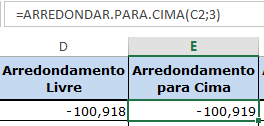 =ARREDONDAR.PARA.CIMA(C2;3)
D E
Arredondamento Livre
Arredondamento para Cima
-100,918 -100,919